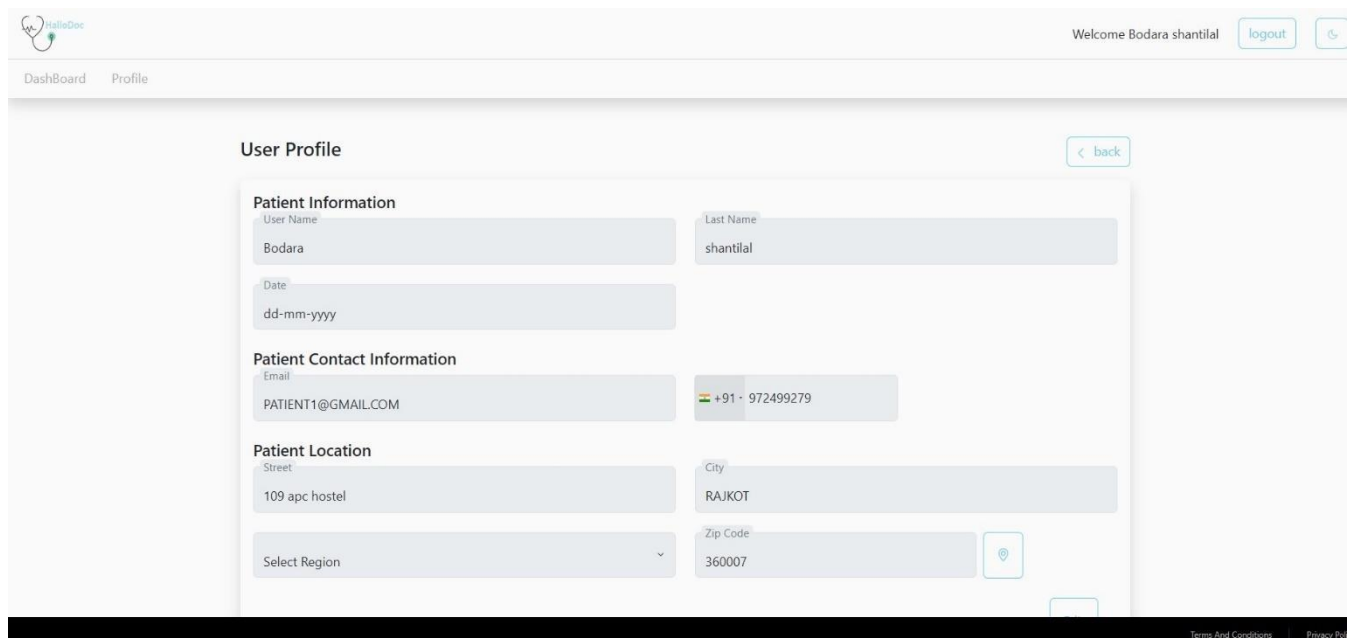 HalloDoc
Welcome Bodara shantilal
logout
DashBoard
Profile
User Profile
back
Patient Information
User Name
Bodara
Last Name
shantilal
Date
dd-mm-yyyy
Patient Contact Information
Email
PATIENT1@GMAIL.COM
+91 972499279
Patient Location
Street
109 apc hostel
City
RAJKOT
Select Region
Zip Code
360007
Terms And Conditions
Privacy